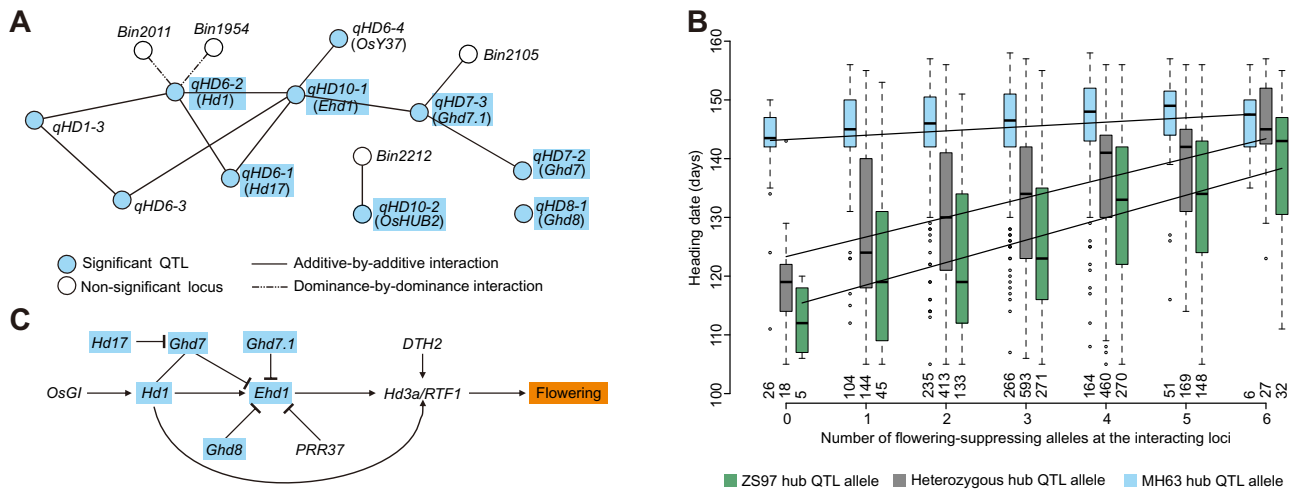 A
Bin2011
Bin1954
qHD6-4
(OsY37)
Bin2105
qHD6-2
(Hd1)
qHD10-1
(Ehd1)
qHD7-3
(Ghd7.1)
qHD1-3
Bin2212
qHD7-2
(Ghd7)
qHD6-1
(Hd17)
qHD6-3
qHD10-2
(OsHUB2)
qHD8-1
(Ghd8)
Significant QTL
Non-significant locus
Additive-by-additive interaction
Dominance-by-dominance interaction
B
Heading date (days)
160
150
140
130
120
110
100
26 18 5 104 144 45 235 413 133 266 593 271 164 460 270 51 169 148 6 27 32
0 1 2 3 4 5 6
Number of flowering-suppressing alleles at the interacting loci
ZS97 hub QTL allele
Heterozygous hub QTL allele
MH63 hub QTL allele
C
Hd17
Ghd7
Ghd7.1
DTH2
OsGI
Hd1
Ehd1
Hd3a/RTF1
Flowering
Ghd8
PRR37